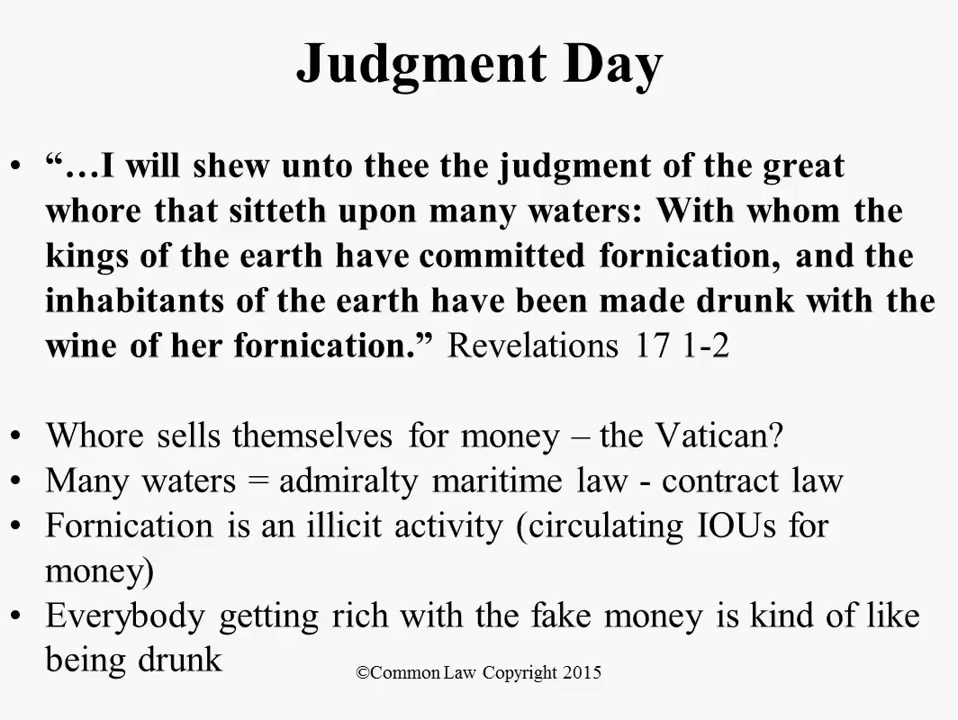 Judgment Day
• “…I will shew unto thee the judgment of the great
whore that sitteth upon many waters: With whom the
kings of the earth have committed fornication, and the
inhabitants of the earth have been made drunk with the
wine of her fornication.” Revelations 17 1-2
• Whore sells themselves for money – the Vatican?
• Many waters = admiralty maritime law - contract law
• Fornication is an illicit activity (circulating IOUs for
money)
• Everybody getting rich with the fake money is kind of like
being drunk
©Common Law Copyright 2015